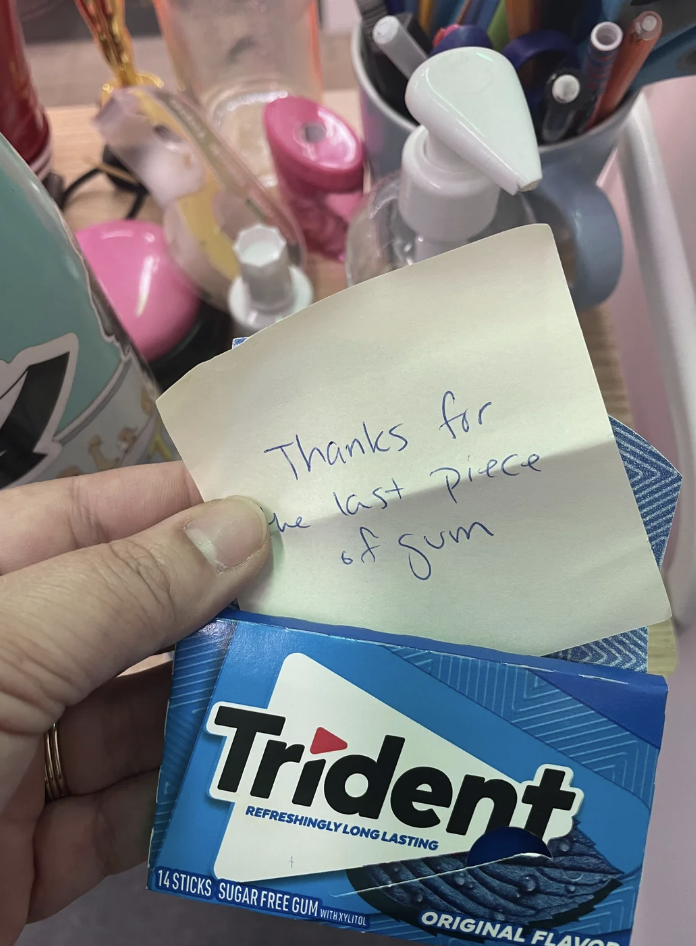 Thanks for
the last piece
of gum
Trident
REFRESHINGLY LONG LASTING
14 STICKS SUGAR FREE GUM WITH XYLITOL
ORIGINAL FLAVO